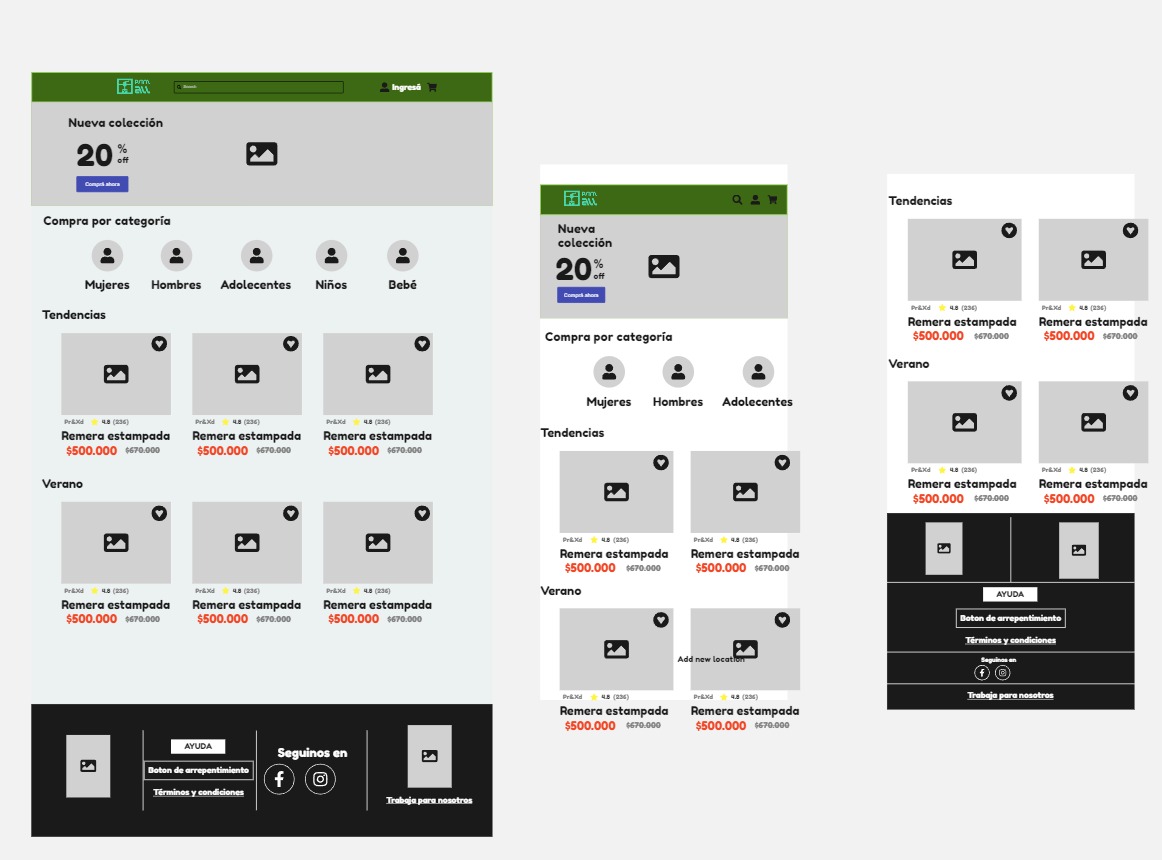 Search
Ingresá
Nueva colección
20 % off
Comprá ahora
Compra por categoría
Mujeres Hombres Adolecentes Niños Bebé
Tendencias
Pr&Xd 4.8 (236) Pr&Xd 4.8 (236) Pr&Xd 4.8 (236)
Remera estampada Remera estampada Remera estampada
$500.000 $670.000 $500.000 $670.000 $500.000 $670.000
Verano
Pr&Xd 4.8 (236) Pr&Xd 4.8 (236) Pr&Xd 4.8 (236)
Remera estampada Remera estampada Remera estampada
$500.000 $670.000 $500.000 $670.000 $500.000 $670.000
AYUDA
Boton de arrepentimiento
Términos y condiciones
Seguinos en
Trabaja para nosotros
Nueva
colección
20 % off
Comprá ahora
Compra por categoría
Mujeres Hombres Adolecentes
Tendencias
Pr&Xd 4.8 (236) Pr&Xd 4.8 (236)
Remera estampada Remera estampada
$500.000 $670.000 $500.000 $670.000
Verano
Add new location
Pr&Xd 4.8 (236) Pr&Xd 4.8 (236)
Remera estampada Remera estampada
$500.000 $670.000 $500.000 $670.000
Tendencias
Pr&Xd 4.8 (236) Pr&Xd 4.8 (236)
Remera estampada Remera estampada
$500.000 $670.000 $500.000 $670.000
Verano
Pr&Xd 4.8 (236) Pr&Xd 4.8 (236)
Remera estampada Remera estampada
$500.000 $670.000 $500.000 $670.000
AYUDA
Boton de arrepentimiento
Términos y condiciones
Seguinos en
Trabaja para nosotros